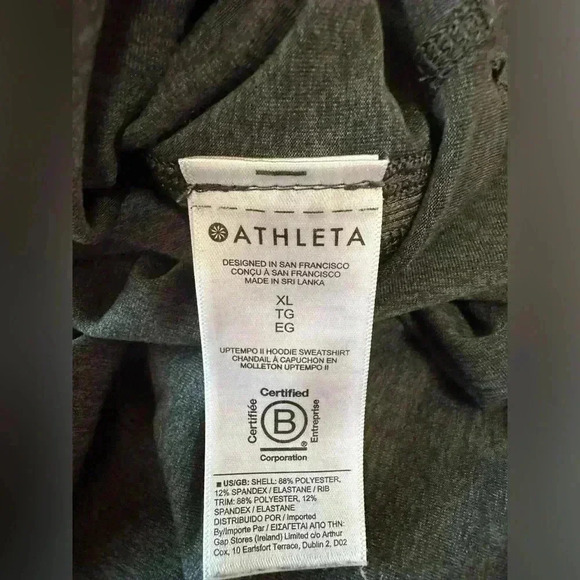 ATHLETA
DESIGNED IN SAN FRANCISCO
CONÇU À SAN FRANCISCO
MADE IN SRI LANKA
XL
TG
EG
UPTEMPO II HOODIE SWEATSHIRT
CHANDAIL À CAPUCHON EN
MOLLETON UPTEMPO II
Certified
Certifiée
B
Entreprise
Corporation
■ US/GB: SHELL: 88% POLYESTER,
12% SPANDEX / ELASTANE / RIB
TRIM: 88% POLYESTER, 12%
SPANDEX / ELASTANE
DISTRIBUIDO POR / Imported
By/Importe Par / ΕΙΣΑΓΕΤΑΙ ΑΠΟ ΤΗΝ:
Gap Stores (Ireland) Limited c/o Arthur
Cox, 10 Earlsfort Terrace, Dublin 2, D02